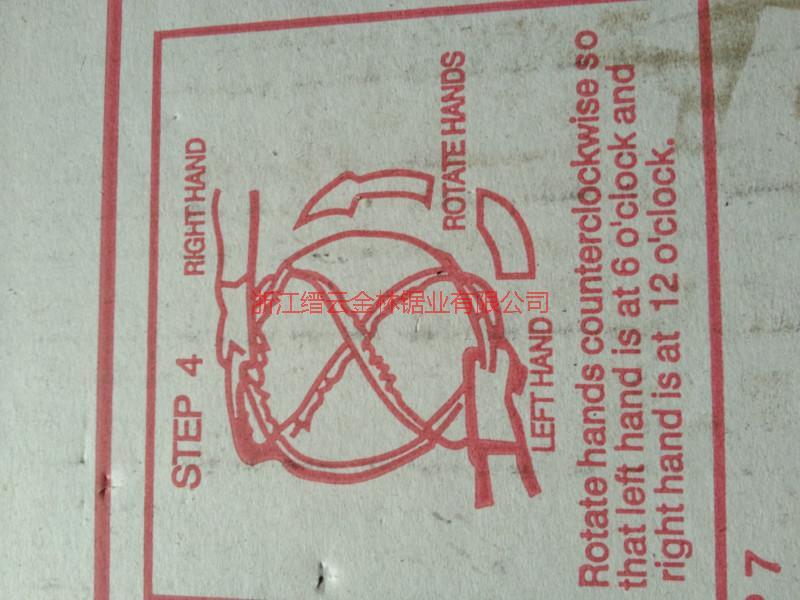 STEP 4
RIGHT HAND
ROTATE HANDS
LEFT HAND
Rotate hands counterclockwise so
that left hand is at 6 o'clock and
right hand is at 12 o'clock.
7
浙江缙云金林锯业有限公司